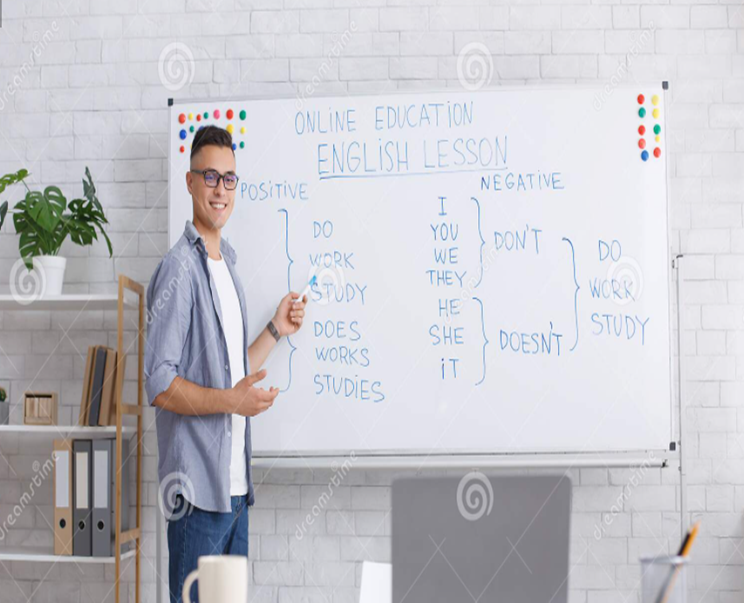 ONLINE EDUCATION
ENGLISH LESSON
POSITIVE
DO
WORK
STUDY
DOES
WORKS
STUDIES
NEGATIVE
I
YOU
WE
THEY
DON'T
HE
SHE
IT
DOESN'T
DO
WORK
STUDY
dreamstime